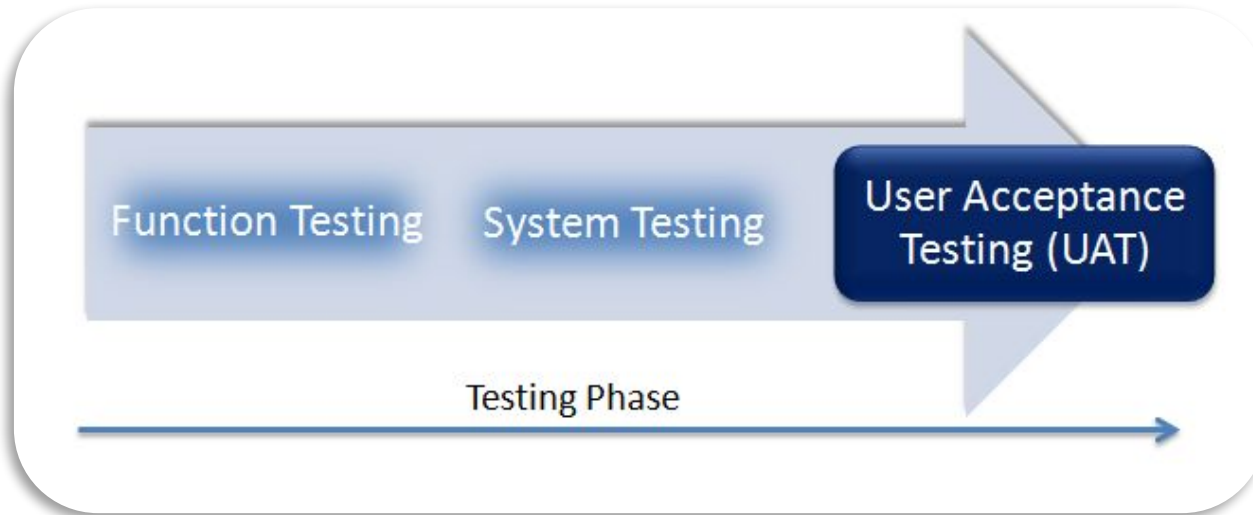 Function Testing
System Testing
User Acceptance
Testing (UAT)
Testing Phase